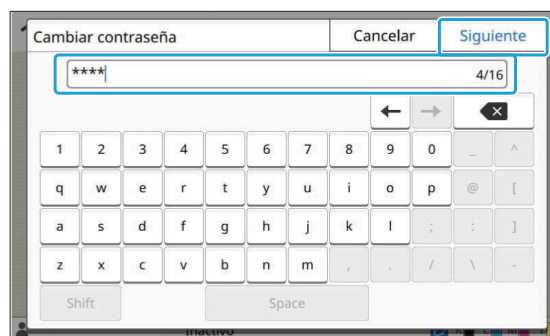 Cambiar contraseña Cancelar Siguiente
**** 4/16
← →
1 2 3 4 5 6 7 8 9 0 _ ^
q w e r t y u i o p @ [
a s d f g h j k l ; : ]
z x c v b n m , . / \ -
Shift Space
Inactivo